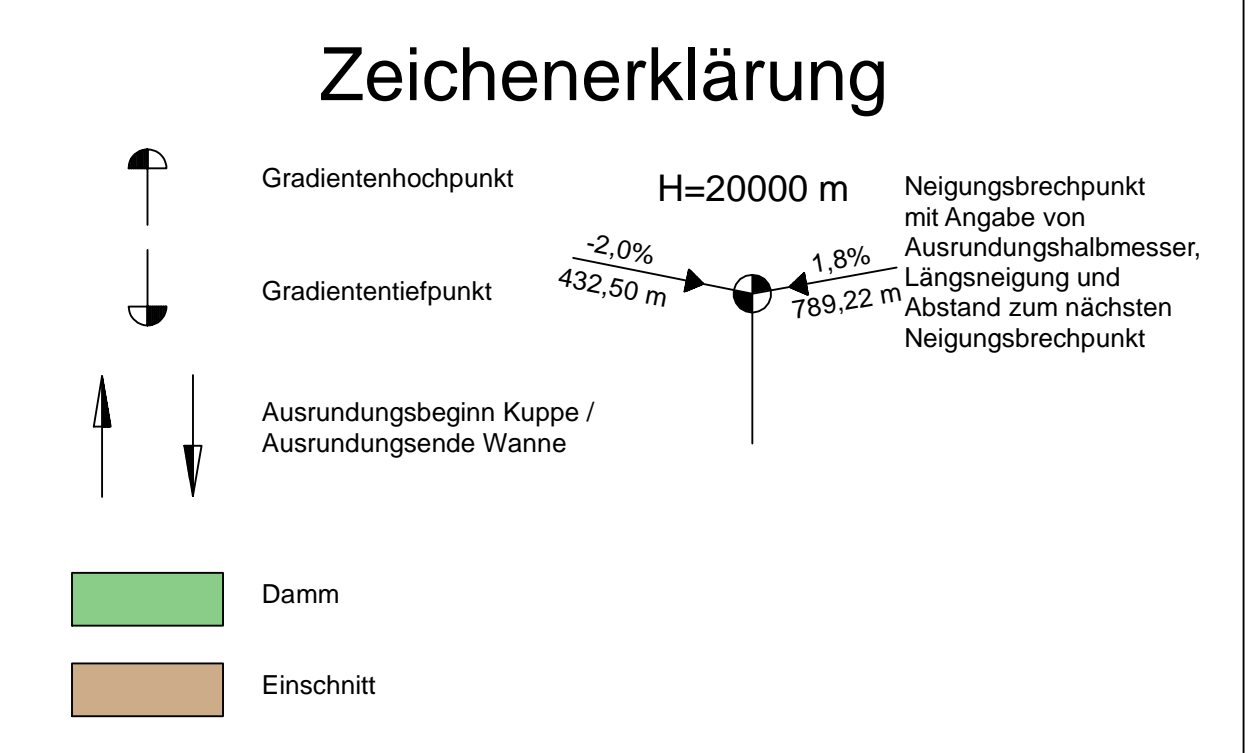 Zeichenerklärung
Gradientenhochpunkt
Gradiententiefpunkt
Ausrundungsbeginn Kuppe /
Ausrundungsende Wanne
Damm
Einschnitt
H=20000 m
-2,0%
432,50 m
1,8%
789,22 m
Neigungsbrechpunkt
mit Angabe von
Ausrundungshalbmesser,
Längsneigung und
Abstand zum nächsten
Neigungsbrechpunkt